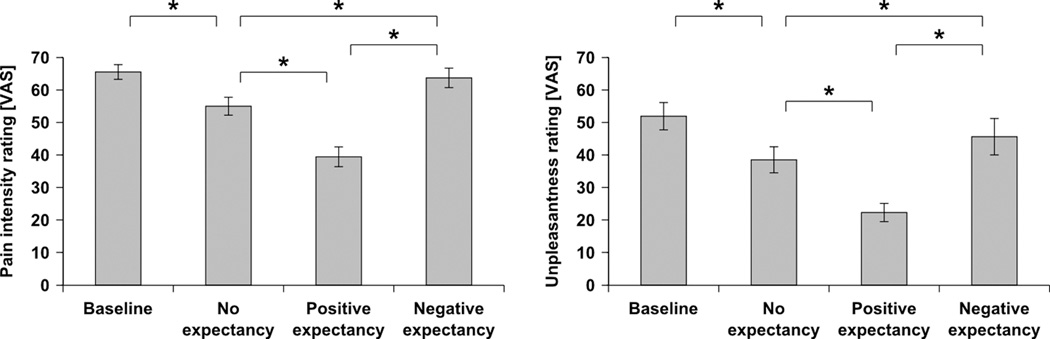 * * * *
Pain intensity rating [VAS]
70
60
50
40
30
20
10
0
Baseline
No expectancy
Positive expectancy
Negative expectancy
* * * *
Unpleasantness rating [VAS]
70
60
50
40
30
20
10
0
Baseline
No expectancy
Positive expectancy
Negative expectancy